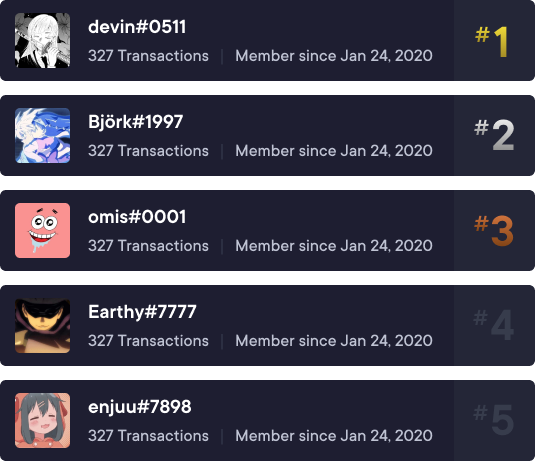 devin#0511
327 Transactions | Member since Jan 24, 2020
#1
Björk#1997
327 Transactions | Member since Jan 24, 2020
#2
omis#0001
327 Transactions | Member since Jan 24, 2020
#3
Earthy#7777
327 Transactions | Member since Jan 24, 2020
#4
enjuu#7898
327 Transactions | Member since Jan 24, 2020
#5